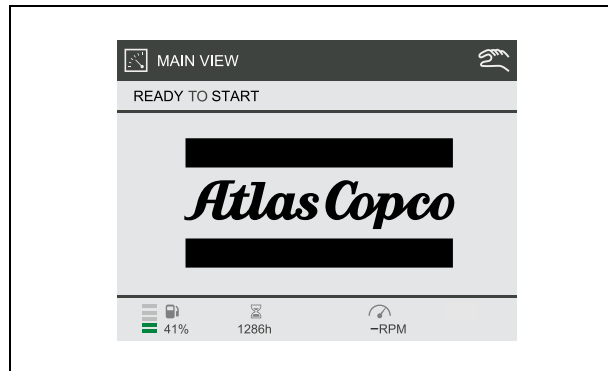 MAIN VIEW
READY TO START
Atlas Copco
41% 1286h –RPM